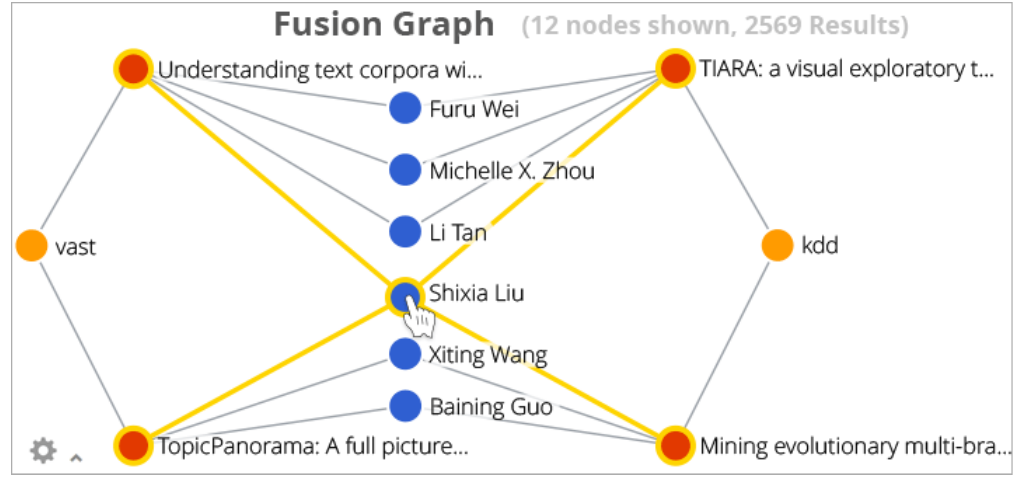 Fusion Graph (12 nodes shown, 2569 Results)
Understanding text corpora wi...
TIARA: a visual exploratory t...
Furu Wei
Michelle X. Zhou
Li Tan
vast
kdd
Shixia Liu
Xiting Wang
Baining Guo
TopicPanorama: A full picture...
Mining evolutionary multi-bra...